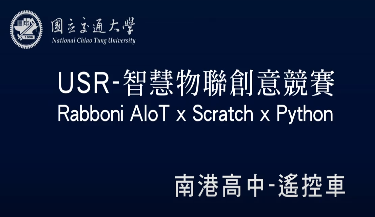 國立交通大學
National Chiao Tung University
USR-智慧物聯創意競賽
Rabboni AIoT x Scratch x Python
南港高中-遙控車